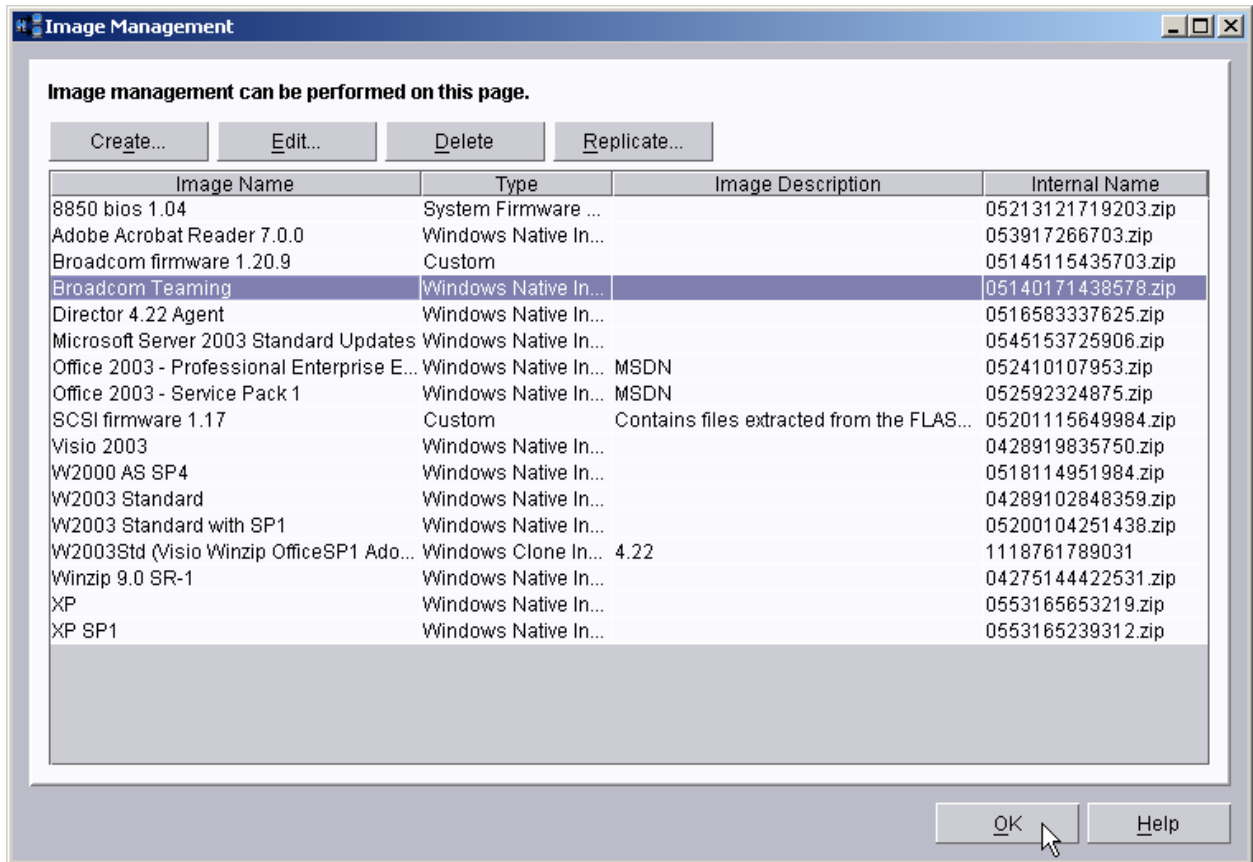 Image Management
Image management can be performed on this page.
Create... Edit... Delete Replicate...
Image Name Type Image Description Internal Name
8850 bios 1.04 System Firmware ... 05213121719203.zip
Adobe Acrobat Reader 7.0.0 Windows Native In... 053917266703.zip
Broadcom firmware 1.20.9 Custom 05145115435703.zip
Broadcom Teaming Windows Native In... 05140171438578.zip
Director 4.22 Agent Windows Native In... 0516583337625.zip
Microsoft Server 2003 Standard Updates Windows Native In... 0545153725906.zip
Office 2003 - Professional Enterprise E... Windows Native In... MSDN 052410107953.zip
Office 2003 - Service Pack 1 Windows Native In... MSDN 052592324875.zip
SCSI firmware 1.17 Custom Contains files extracted from the FLAS... 05201115649984.zip
Visio 2003 Windows Native In... 0428919835750.zip
W2000 AS SP4 Windows Native In... 0518114951984.zip
W2003 Standard Windows Native In... 04289102848359.zip
W2003 Standard with SP1 Windows Native In... 05200104251438.zip
W2003Std (Visio Winzip OfficeSP1 Ado... Windows Clone In... 4.22 1118761789031
Winzip 9.0 SR-1 Windows Native In... 04275144422531.zip
XP Windows Native In... 0553165653219.zip
XP SP1 Windows Native In... 0553165239312.zip
OK Help